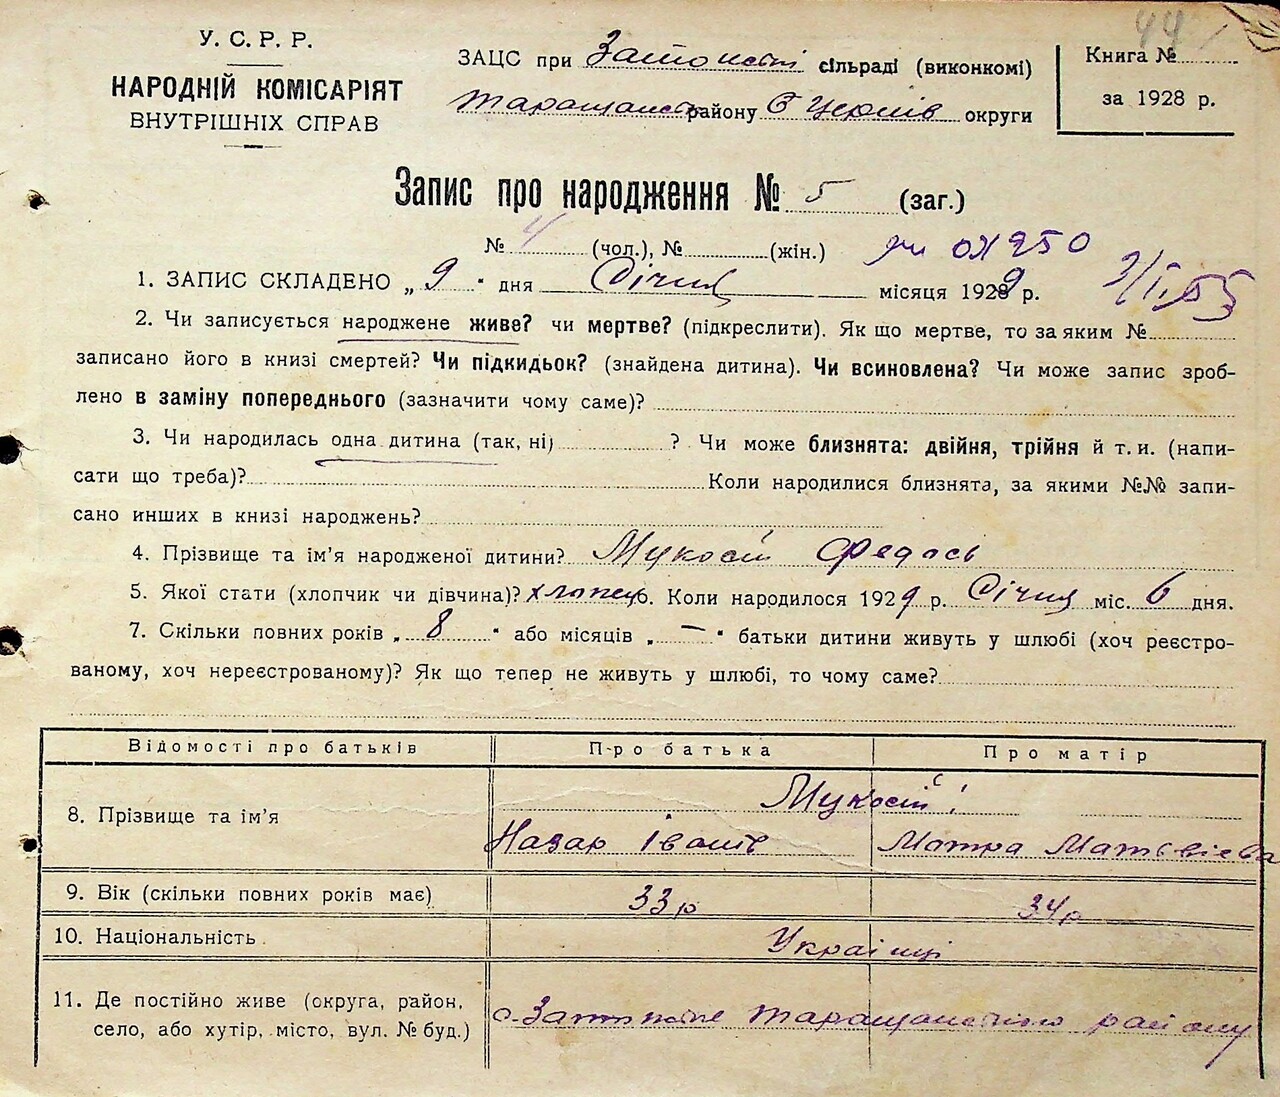 44
У. С. Р. Р.
НАРОДНІЙ КОМІСАРІЯТ
ВНУТРІШНІХ СПРАВ
ЗАЦС при сільраді (виконкомі)
Таращанськ району Б Церків округи
Книга №
за 1928 р.
Запис про народження № 5 (заг.)
№ 4 (чол.), № (жін.)
1. ЗАПИС СКЛАДЕНО „ 9 " дня Січня місяця 1929 р.
2. Чи записується народжене живе? чи мертве? (підкреслити). Як що мертве, то за яким №
записано його в книзі смертей? Чи підкидьок? (знайдена дитина). Чи всиновлена? Чи може запис зроб-
лено в заміну попереднього (зазначити чому саме)?
3. Чи народилась одна дитина (так, ні) ? Чи може близнята: двійня, трійня й т. и. (напи-
сати що треба)? Коли народилися близнята, за якими №№ запи-
сано инших в книзі народжень?
4. Прізвище та ім'я народженої дитини? Мукосій Федось
5. Якої стати (хлопчик чи дівчина)? хлопець 6. Коли народилося 1929 р. Січня міс. 6 дня.
7. Скільки повних років „ 8 " або місяців „ — " батьки дитини живуть у шлюбі (хоч реєстро-
ваному, хоч нереєстрованому)? Як що тепер не живуть у шлюбі, то чому саме?
Відомості про батьків Про батька Про матір
Мукосій
8. Прізвище та ім'я
Назар Іванів Мотра Матвієва
9. Вік (скільки повних років має) 33 р 34 р
10. Національність Українці
11. Де постійно живе (округа, район,
село, або хутір, місто, вул. № буд.)
с. Таращанського району